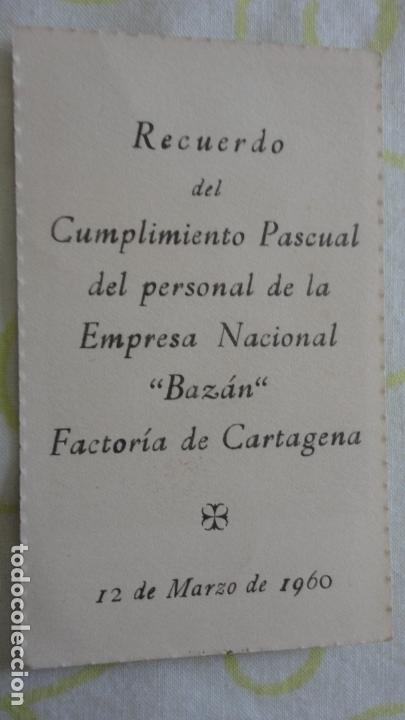 Recuerdo
del
Cumplimiento Pascual
del personal de la
Empresa Nacional
“Bazán“
Factoría de Cartagena
12 de Marzo de 1960
todocoleccion.net